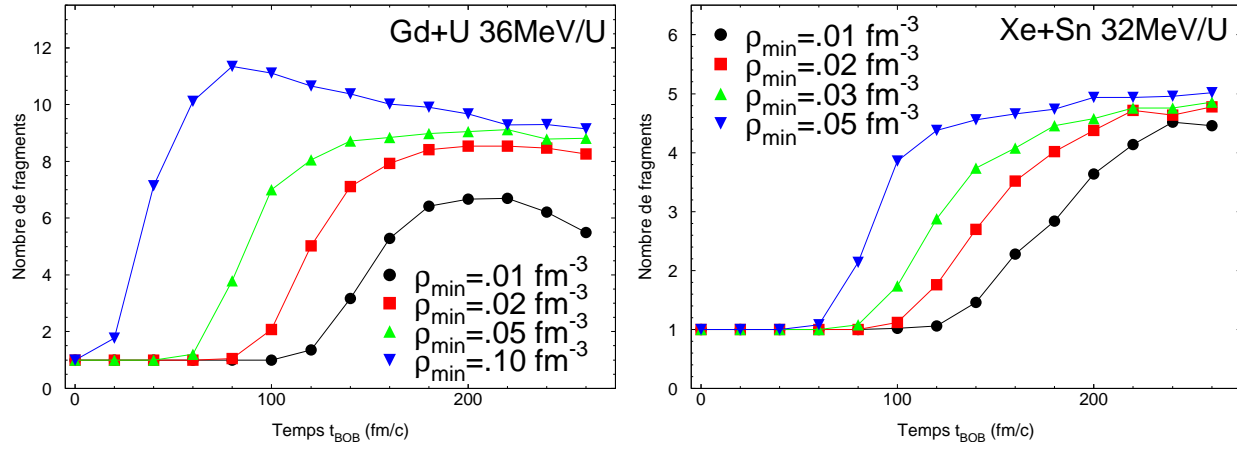 Gd+U 36MeV/U
12
10
8
6
4
2
0
Nombre de fragments
ρmin=.01 fm-3
ρmin=.02 fm-3
ρmin=.05 fm-3
ρmin=.10 fm-3
0
100
200
Temps tBOB (fm/c)
Xe+Sn 32MeV/U
ρmin=.01 fm-3
ρmin=.02 fm-3
ρmin=.03 fm-3
ρmin=.05 fm-3
6
5
4
3
2
1
0
Nombre de fragments
0
100
200
Temps tBOB (fm/c)